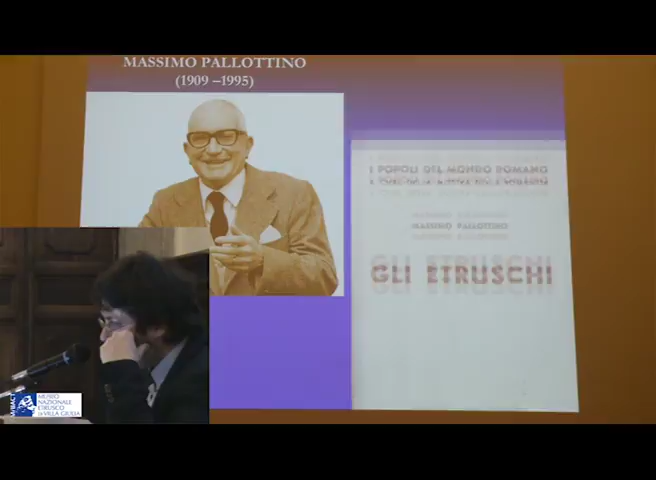 MASSIMO PALLOTTINO
(1909 –1995)
I POPOLI DEL MONDO ROMANO
MASSIMO PALLOTTINO
GLI ETRUSCHI
MUSEO
NAZIONALE
ETRUSCO
DI VILLA GIULIA